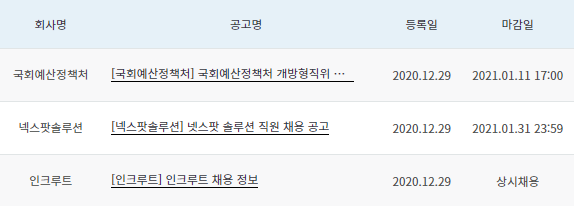 회사명 공고명 등록일 마감일
국회예산정책처 [국회예산정책처] 국회예산정책처 개방형직위 ··· 2020.12.29 2021.01.11 17:00
넥스팟솔루션 [넥스팟솔루션] 넷스팟 솔루션 직원 채용 공고 2020.12.29 2021.01.31 23:59
인크루트 [인크루트] 인크루트 채용 정보 2020.12.29 상시채용